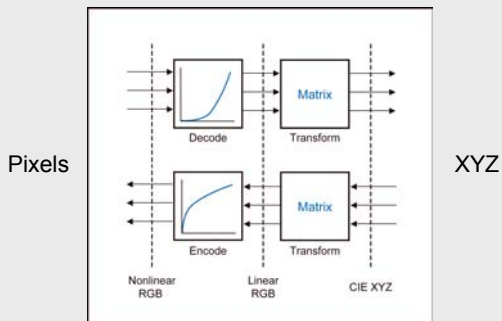 Matrix
Decode
Transform
Pixels
XYZ
Matrix
Encode
Transform
Nonlinear
RGB
Linear
RGB
CIE XYZ